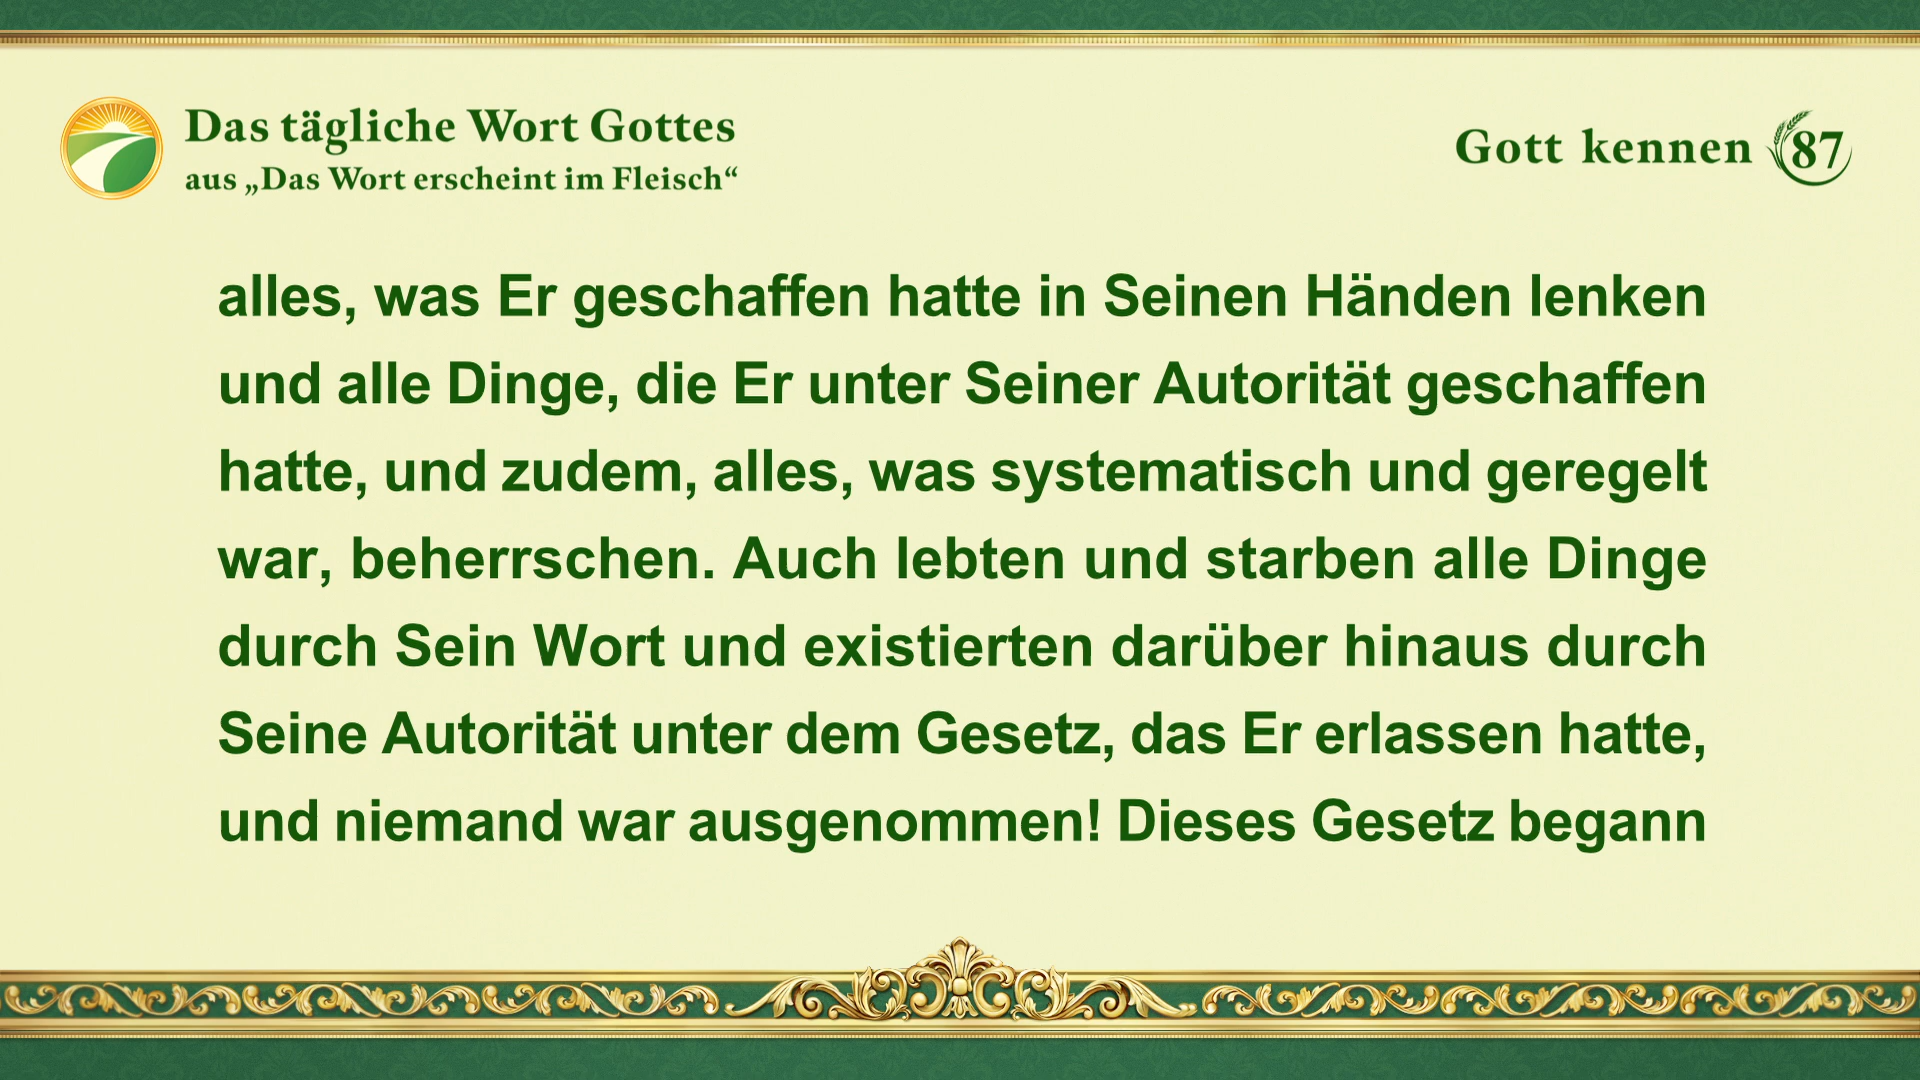 Das tägliche Wort Gottes
aus „Das Wort erscheint im Fleisch“
Gott kennen 87
alles, was Er geschaffen hatte in Seinen Händen lenken
und alle Dinge, die Er unter Seiner Autorität geschaffen
hatte, und zudem, alles, was systematisch und geregelt
war, beherrschen. Auch lebten und starben alle Dinge
durch Sein Wort und existierten darüber hinaus durch
Seine Autorität unter dem Gesetz, das Er erlassen hatte,
und niemand war ausgenommen! Dieses Gesetz begann